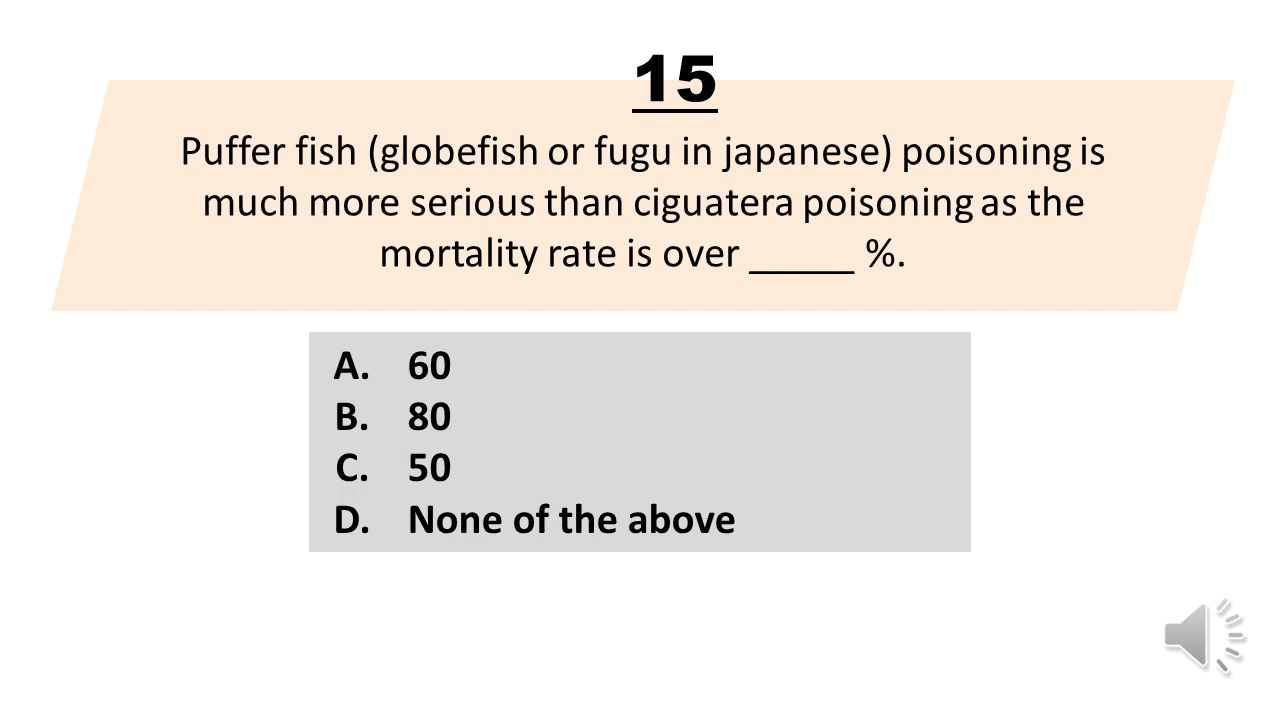 15
Puffer fish (globefish or fugu in japanese) poisoning is
much more serious than ciguatera poisoning as the
mortality rate is over _____ %.
A. 60
B. 80
C. 50
D. None of the above